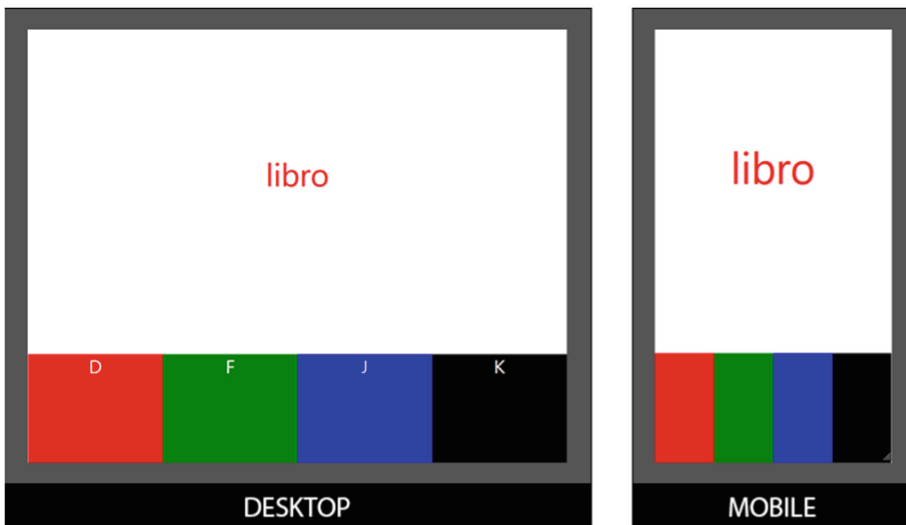 libro
D F J K
DESKTOP
libro
MOBILE